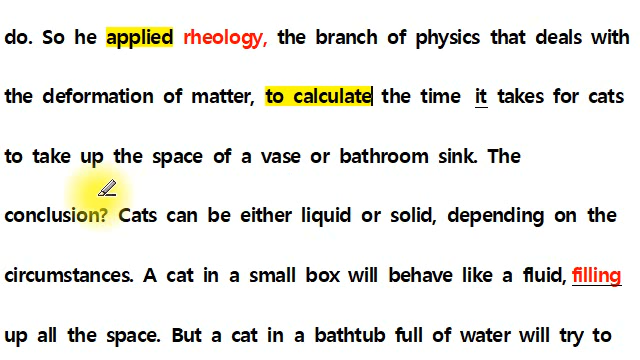 do. So he applied rheology, the branch of physics that deals with
the deformation of matter, to calculate the time it takes for cats
to take up the space of a vase or bathroom sink. The
conclusion? Cats can be either liquid or solid, depending on the
circumstances. A cat in a small box will behave like a fluid, filling
up all the space. But a cat in a bathtub full of water will try to